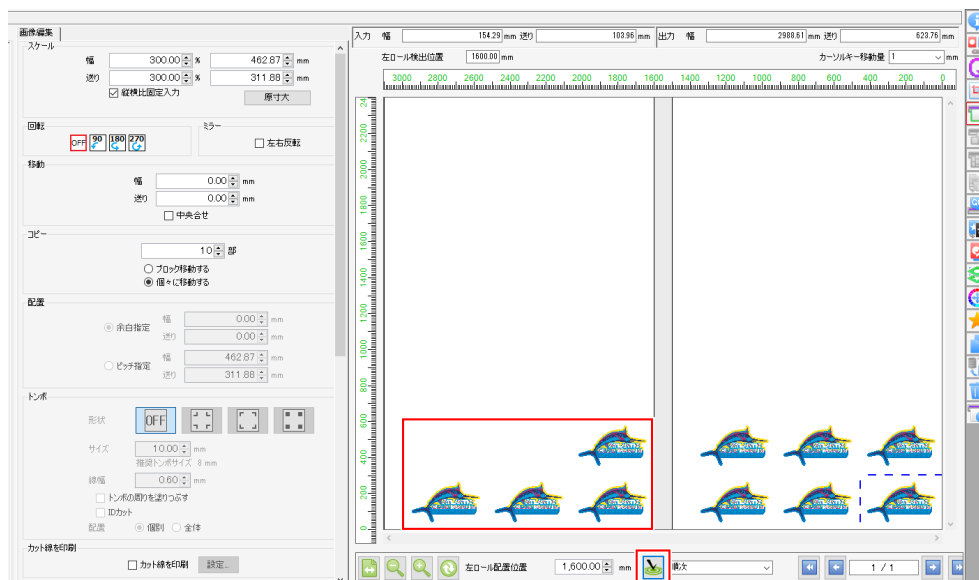 画像編集
スケール
幅 300.00 % 462.87 mm
送り 300.00 % 311.88 mm
縦横比固定入力 原寸大
回転 ミラー
OFF 90 180 270 左右反転
移動
幅 0.00 mm
送り 0.00 mm
中央合せ
コピー
10 部
ブロック移動する
個々に移動する
配置
余白指定 幅 0.00 mm
送り 0.00 mm
ピッチ指定 幅 462.87 mm
送り 311.88 mm
トンボ
形状 OFF
サイズ 10.00 mm
推奨トンボサイズ 8 mm
線幅 0.60 mm
トンボの周りを塗りつぶす
IDカット
配置 個別 全体
カット線を印刷
カット線を印刷 設定...
入力 幅 154.29 mm 送り 103.96 mm 出力 幅 2988.61 mm 送り 623.76 mm
左ロール検出位置 1600.00 mm カーソルキー移動量 1 mm
3000 2800 2600 2400 2200 2000 1800 1600 1400 1200 1000 800 600 400 200 0
24
2200
2000
1800
1600
1400
1200
1000
800
600
400
200
0
左ロール配置位置 1,600.00 mm 順次 1 / 1